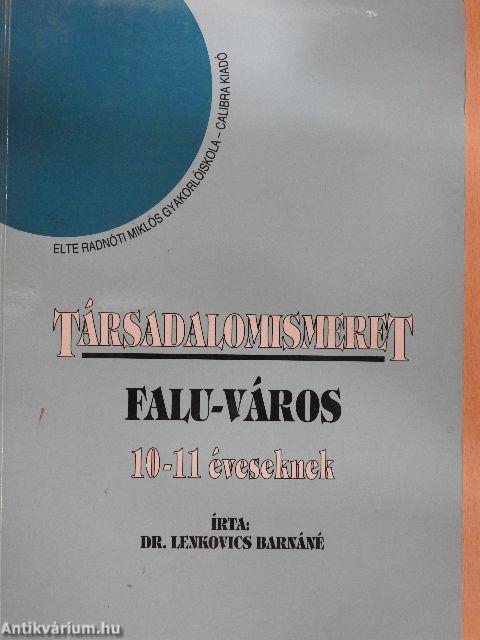 ELTE RADNÓTI MIKLÓS GYAKORLÓISKOLA – CALIBRA KIADÓ
TÁRSADALOMISMERET
FALU-VÁROS
10-11 éveseknek
ÍRTA:
DR. LENKOVICS BARNÁNÉ
Antikvárium.hu